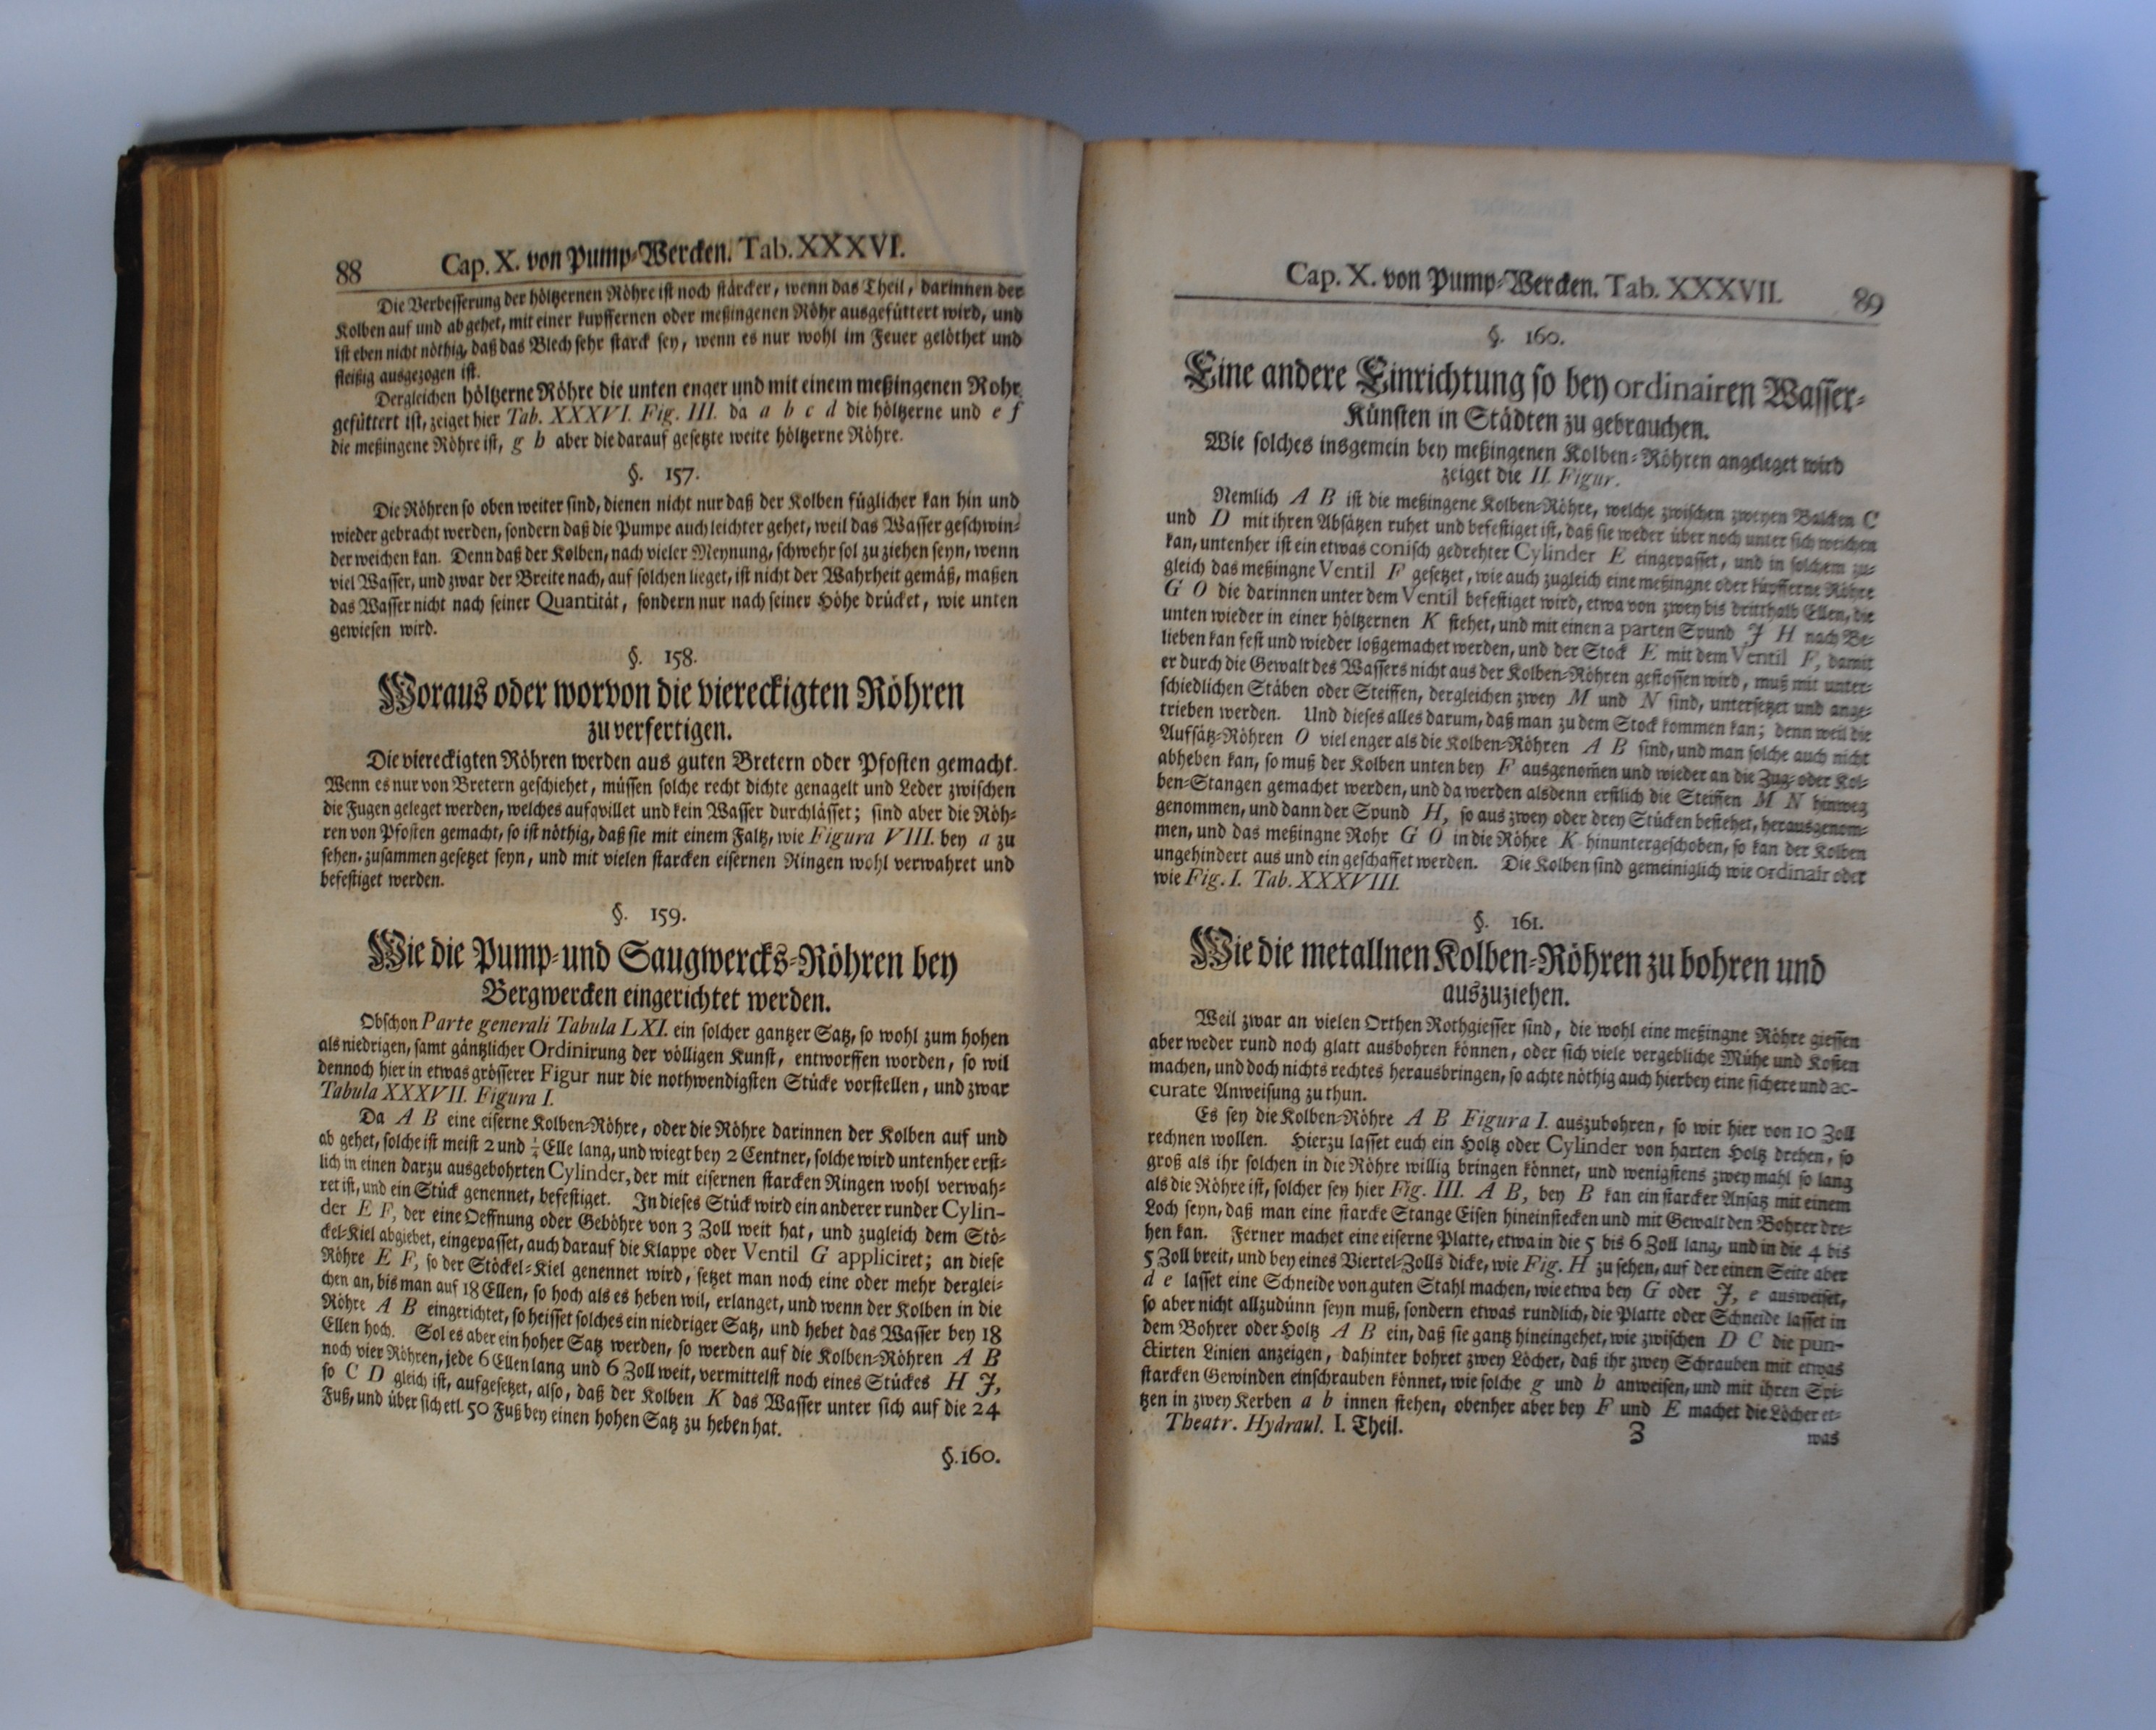 88 Cap. X. von Pump-Wercken. Tab. XXXVI.
Die Verbesserung der höltzernen Röhre ist noch stärcker, wenn das Theil, darinnen der
Kolben auf und ab gehet, mit einer kupffernen oder meßingenen Röhr ausgefüttert wird, und
ist eben nicht nöthig, daß das Blech sehr starck sey, wenn es nur wohl im Feuer gelöthet und
fleißig ausgezogen ist.
Dergleichen höltzerne Röhre die unten enger und mit einem meßingenen Rohr
gefüttert ist, zeiget hier Tab. XXXVI. Fig. III. da a b c d die höltzerne und e f
die meßingene Röhre ist, g h aber die darauf gesetzte weite höltzerne Röhre.
§. 157.
Die Röhren so oben weiter sind, dienen nicht nur daß der Kolben füglicher kan hin und
wieder gebracht werden, sondern daß die Pumpe auch leichter gehet, weil das Wasser geschwin-
der weichen kan. Denn daß der Kolben, nach vieler Meynung, schwehr sol zu ziehen seyn, wenn
viel Wasser, und zwar der Breite nach, auf solchen lieget, ist nicht der Wahrheit gemäß, maßen
das Wasser nicht nach seiner Quantität, sondern nur nach seiner Höhe drücket, wie unten
gewiesen wird.
§. 158.
Woraus oder worvon die viereckigten Röhren
zu verfertigen.
Die viereckigten Röhren werden aus guten Bretern oder Pfosten gemacht.
Wenn es nur von Bretern geschiehet, müssen solche recht dichte genagelt und Leder zwischen
die Fugen geleget werden, welches aufqvillet und kein Wasser durchlässet; sind aber die Röh-
ren von Pfosten gemacht, so ist nöthig, daß sie mit einem Faltz, wie Figura VIII. bey a zu
sehen, zusammen gesetzet seyn, und mit vielen starcken eisernen Ringen wohl verwahret und
befestiget werden.
§. 159.
Wie die Pump- und Saugwercks-Röhren bey
Bergwercken eingerichtet werden.
Obschon Parte generali Tabula LXI. ein solcher gantzer Satz, so wohl zum hohen
als niedrigen, samt gäntzlicher Ordinirung der völligen Kunst, entworffen worden, so wil
dennoch hier in etwas grösserer Figur nur die nothwendigsten Stücke vorstellen, und zwar
Tabula XXXVII. Figura I.
Da A B eine eiserne Kolben-Röhre, oder die Röhre darinnen der Kolben auf und
ab gehet, solche ist meist 2 und ¼ Elle lang, und wiegt bey 2 Centner, solche wird untenher erst-
lich in einen darzu ausgebohrten Cylinder, der mit eisernen starcken Ringen wohl verwah-
ret ist, und ein Stück genennet, befestiget. In dieses Stück wird ein anderer runder Cylin-
der E F, der eine Oeffnung oder Geböhre von 3 Zoll weit hat, und zugleich dem Stö-
ckel-Kiel abgiebet, eingepasset, auch darauf die Klappe oder Ventil G appliciret; an diese
Röhre E F, so der Stöckel-Kiel genennet wird, setzet man noch eine oder mehr derglei-
chen an, bis man auf 18 Ellen, so hoch als es heben wil, erlanget, und wenn der Kolben in die
Röhre A B eingerichtet, so heisset solches ein niedriger Satz, und hebet das Wasser bey 18
Ellen hoch. Sol es aber ein hoher Satz werden, so werden auf die Kolben-Röhren A B
noch vier Röhren, jede 6 Ellen lang und 6 Zoll weit, vermittelst noch eines Stückes H J,
so C D gleich ist, aufgesetzet, also, daß der Kolben K das Wasser unter sich auf die 24
Fuß, und über sich etl. 50 Fuß bey einen hohen Satz zu heben hat.
§. 160.
Cap. X. von Pump-Wercken. Tab. XXXVII. 89
§. 160.
Eine andere Einrichtung so bey ordinairen Wasser-
Künsten in Städten zu gebrauchen.
Wie solches insgemein bey meßingenen Kolben-Röhren angeleget wird
zeiget die II. Figur.
Nemlich A B ist die meßingene Kolben-Röhre, welche zwischen zweyen Balcken C
und D mit ihren Absätzen ruhet und befestiget ist, daß sie weder über noch unter sich weichen
kan, untenher ist ein etwas conisch gedrehter Cylinder E eingepasset, und in solchem zu-
gleich das meßingne Ventil F gesetzet, wie auch zugleich eine meßingne oder kupfferne Röhre
G O die darinnen unter dem Ventil befestiget wird, etwa von zwey bis dritthalb Ellen, die
unten wieder in einer höltzernen K stehet, und mit einen a parten Spund J H nach Be-
lieben kan fest und wieder loßgemachet werden, und der Stock E mit dem Ventil F, damit
er durch die Gewalt des Wassers nicht aus der Kolben-Röhren gestossen wird, muß mit unter-
schiedlichen Stäben oder Steiffen, dergleichen zwey M und N sind, untersetzet und ange-
trieben werden. Und dieses alles darum, daß man zu dem Stock kommen kan; denn weil die
Aufsätz-Röhren O viel enger als die Kolben-Röhren A B sind, und man solche auch nicht
abheben kan, so muß der Kolben unten bey F ausgenom̃en und wieder an die Zug- oder Kol-
ben-Stangen gemachet werden, und da werden alsdenn erstlich die Steiffen M N hinweg
genommen, und dann der Spund H, so aus zwey oder drey Stücken bestehet, herausgenom-
men, und das meßingne Rohr G O in die Röhre K hinuntergeschoben, so kan der Kolben
ungehindert aus und ein geschaffet werden. Die Kolben sind gemeiniglich wie ordinair oder
wie Fig. I. Tab. XXXVIII.
§. 161.
Wie die metallnen Kolben-Röhren zu bohren und
auszuziehen.
Weil zwar an vielen Orthen Rothgiesser sind, die wohl eine meßingne Röhre giessen
aber weder rund noch glatt ausbohren können, oder sich viele vergebliche Mühe und Kosten
machen, und doch nichts rechtes herausbringen, so achte nöthig auch hierbey eine sichere und ac-
curate Anweisung zu thun.
Es sey die Kolben-Röhre A B Figura I. auszubohren, so wir hier von 10 Zoll
rechnen wollen. Hierzu lasset euch ein Holtz oder Cylinder von harten Holtz drehen, so
groß als ihr solchen in die Röhre willig bringen könnet, und wenigstens zwey mahl so lang
als die Röhre ist, solcher sey hier Fig. III. A B, bey B kan ein starcker Ansatz mit einem
Loch seyn, daß man eine starcke Stange Eisen hineinstecken und mit Gewalt den Bohrer dre-
hen kan. Ferner machet eine eiserne Platte, etwa in die 5 bis 6 Zoll lang, und in die 4 bis
5 Zoll breit, und bey eines Viertel-Zolls dicke, wie Fig. H zu sehen, auf der einen Seite aber
d e lasset eine Schneide von guten Stahl machen, wie etwa bey G oder J, e ausweiset,
so aber nicht allzudünn seyn muß, sondern etwas rundlich, die Platte oder Schneide lasset in
dem Bohrer oder Holtz A B ein, daß sie gantz hineingehet, wie zwischen D C die pun-
ctirten Linien anzeigen, dahinter bohret zwey Löcher, daß ihr zwey Schrauben mit etwas
starcken Gewinden einschrauben könnet, wie solche g und h anweisen, und mit ihren Spi-
tzen in zwey Kerben a b innen stehen, obenher aber bey F und E machet die Löcher et-
Theatr. Hydraul. I. Theil. Z was